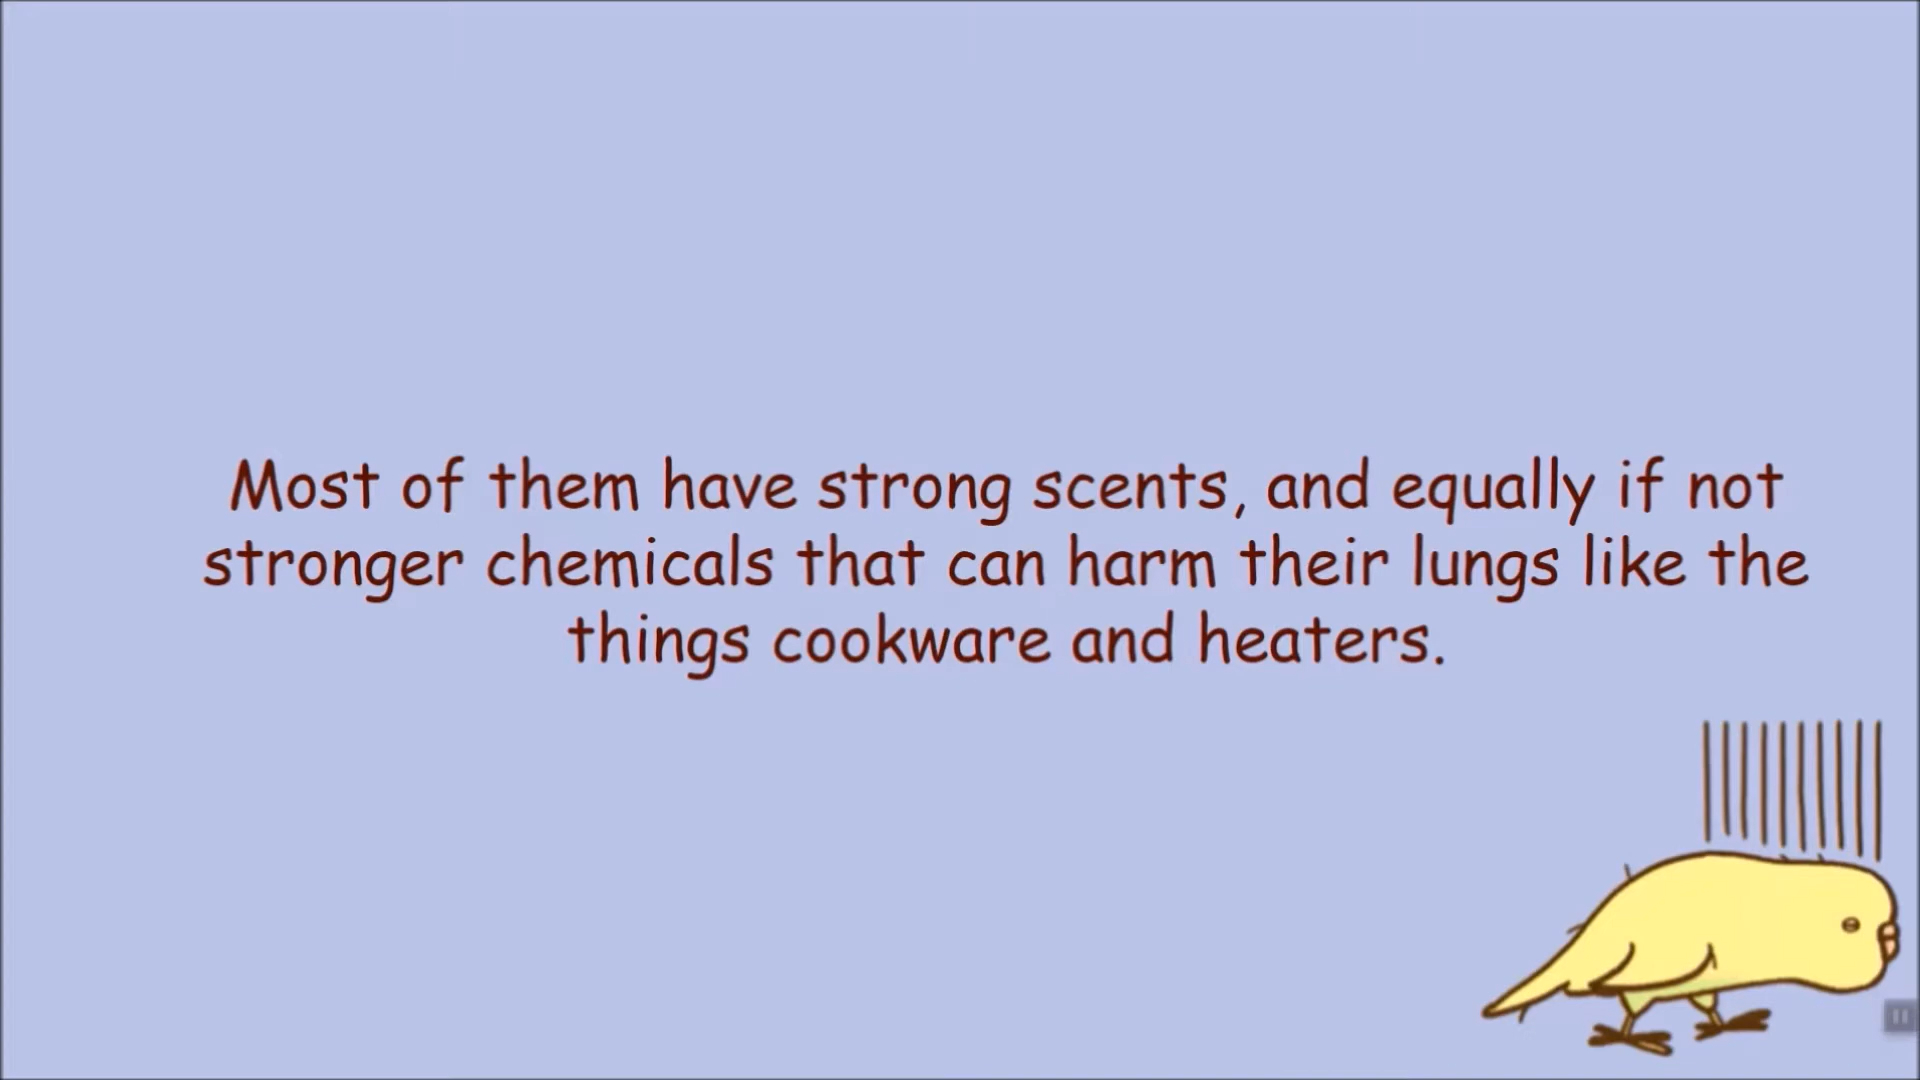 Most of them have strong scents, and equally if not
stronger chemicals that can harm their lungs like the
things cookware and heaters.